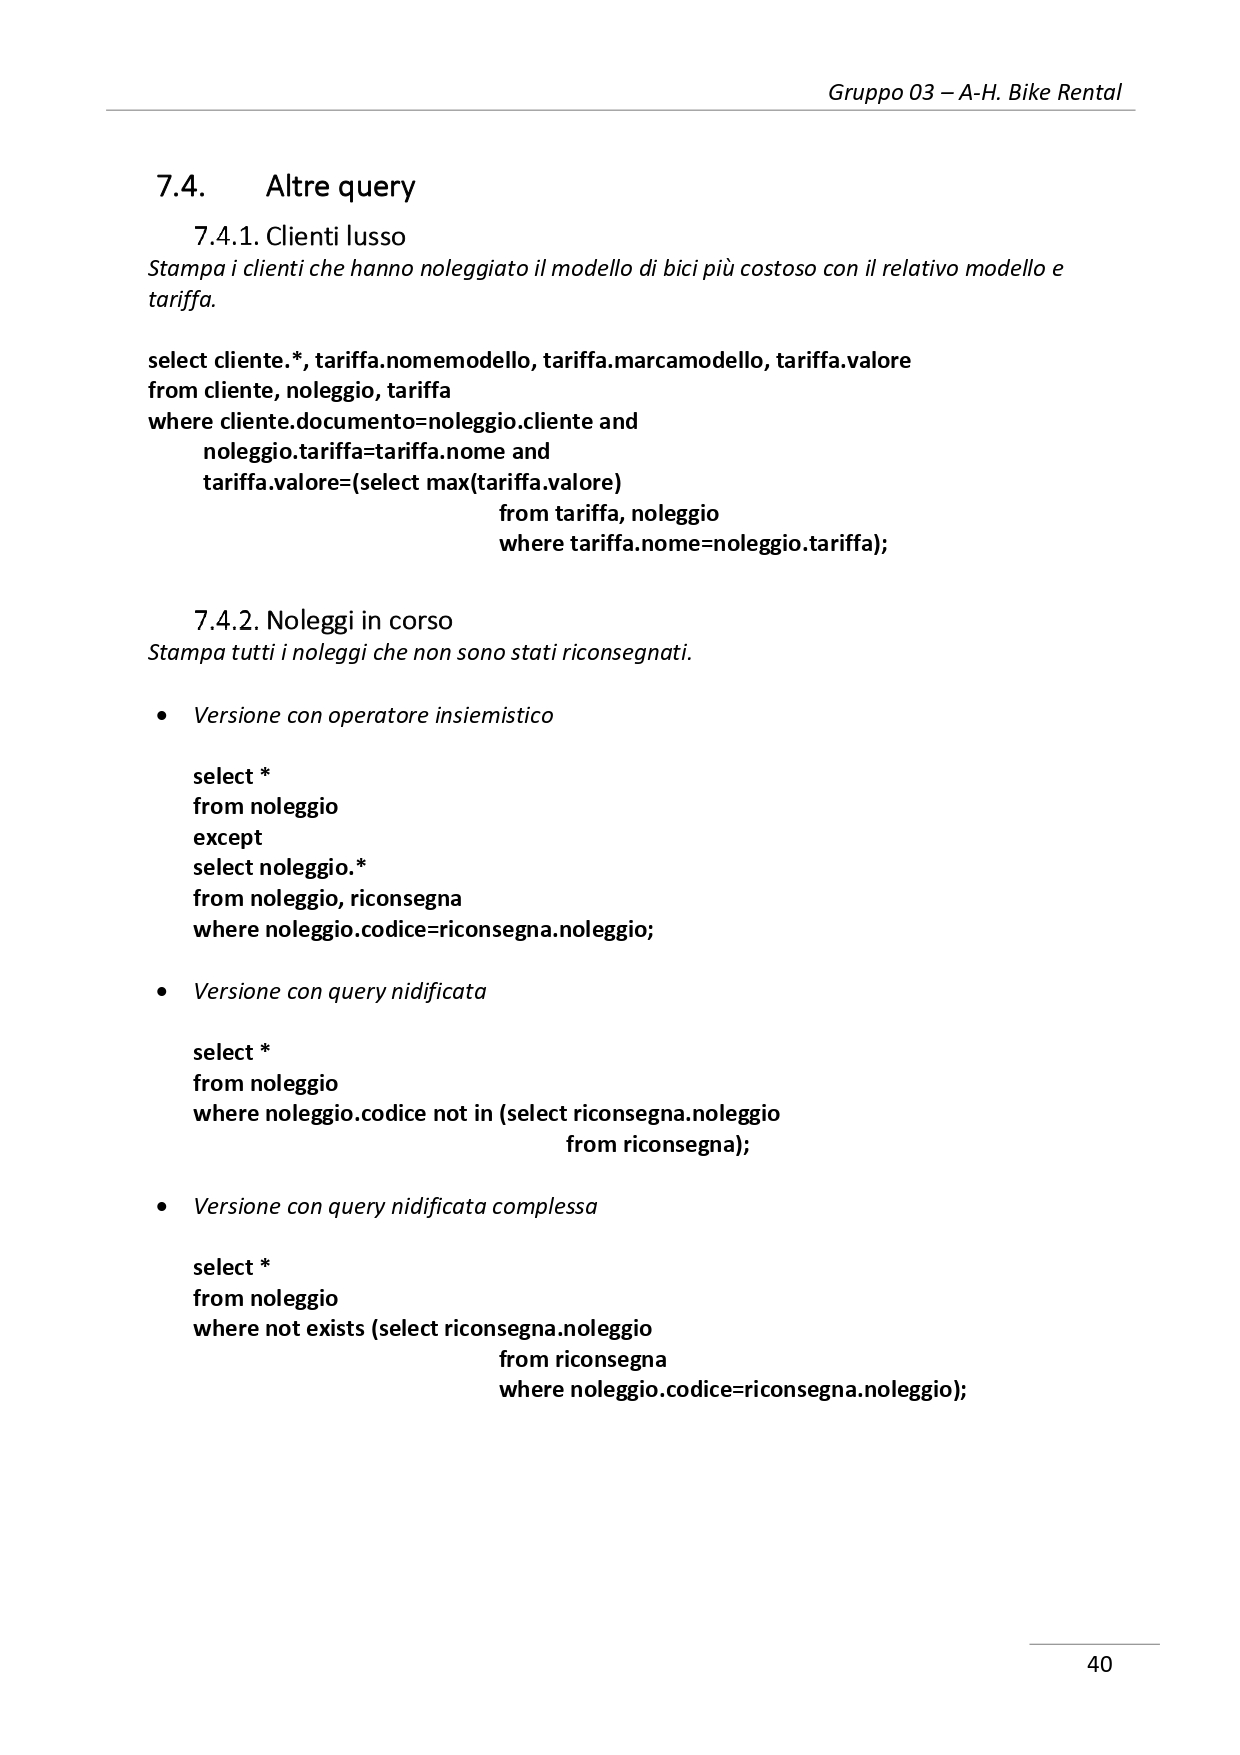 Gruppo 03 – A-H. Bike Rental
7.4. Altre query
7.4.1. Clienti lusso
Stampa i clienti che hanno noleggiato il modello di bici più costoso con il relativo modello e
tariffa.
select cliente.*, tariffa.nomemodello, tariffa.marcamodello, tariffa.valore
from cliente, noleggio, tariffa
where cliente.documento=noleggio.cliente and
noleggio.tariffa=tariffa.nome and
tariffa.valore=(select max(tariffa.valore)
from tariffa, noleggio
where tariffa.nome=noleggio.tariffa);
7.4.2. Noleggi in corso
Stampa tutti i noleggi che non sono stati riconsegnati.
• Versione con operatore insiemistico
select *
from noleggio
except
select noleggio.*
from noleggio, riconsegna
where noleggio.codice=riconsegna.noleggio;
• Versione con query nidificata
select *
from noleggio
where noleggio.codice not in (select riconsegna.noleggio
from riconsegna);
• Versione con query nidificata complessa
select *
from noleggio
where not exists (select riconsegna.noleggio
from riconsegna
where noleggio.codice=riconsegna.noleggio);
40